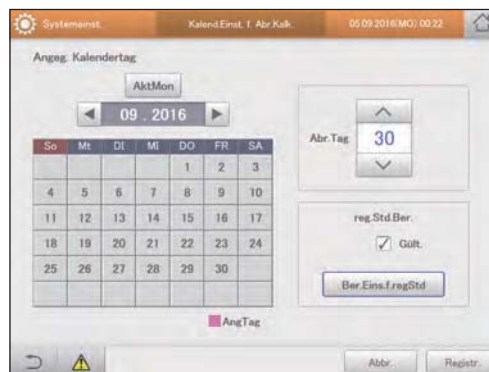 Systemeinst. Kalend.Einst. f. Abr.Kalk. 05.09.2016(MO) 00:22
Angeg. Kalendertag
AktMon
09 . 2016
So Mt DI MI DO FR SA
1 2 3
4 5 6 7 8 9 10
11 12 13 14 15 16 17
18 19 20 21 22 23 24
25 26 27 28 29 30
AngTag
Abr.Tag 30
reg.Std.Ber.
Gült.
Ber.Eins.f.regStd
Abbr. Registr.